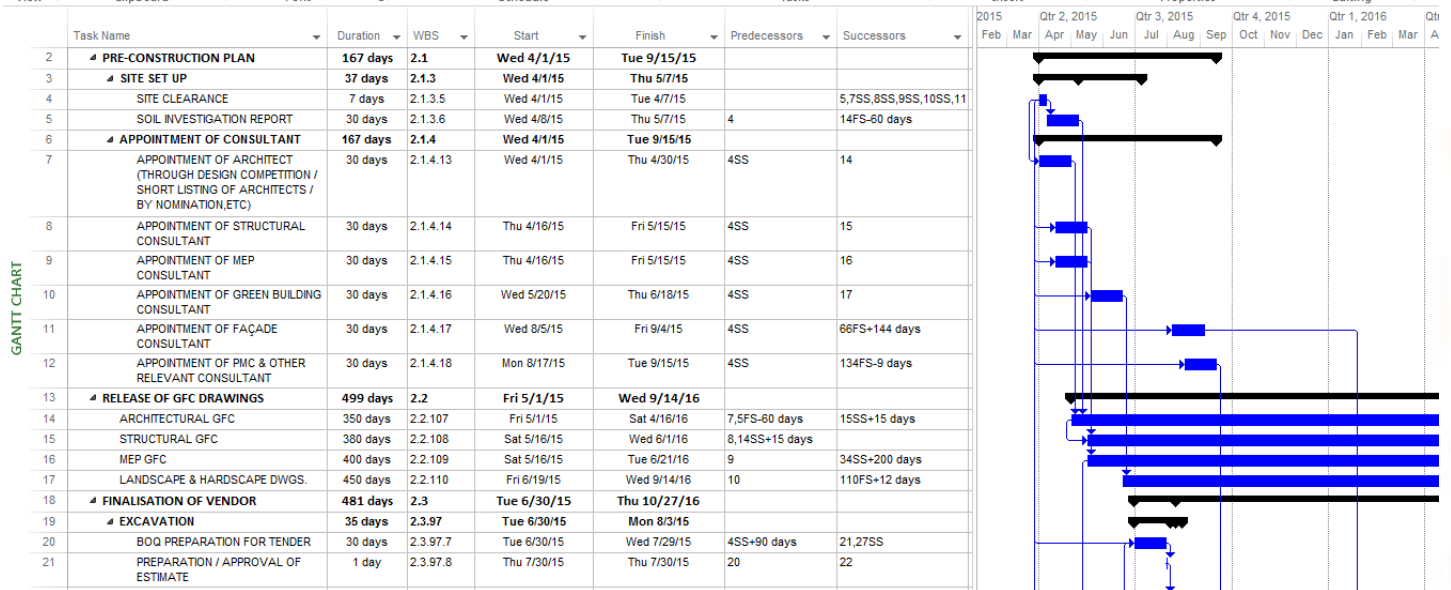 2015 Qtr 2, 2015 Qtr 3, 2015 Qtr 4, 2015 Qtr 1, 2016 Qt
Task Name Duration WBS Start Finish Predecessors Successors Feb Mar Apr May Jun Jul Aug Sep Oct Nov Dec Jan Feb Mar A
2 PRE-CONSTRUCTION PLAN 167 days 2.1 Wed 4/1/15 Tue 9/15/15
3 SITE SET UP 37 days 2.1.3 Wed 4/1/15 Thu 5/7/15
4 SITE CLEARANCE 7 days 2.1.3.5 Wed 4/1/15 Tue 4/7/15 5,7SS,8SS,9SS,10SS,11
5 SOIL INVESTIGATION REPORT 30 days 2.1.3.6 Wed 4/8/15 Thu 5/7/15 4 14FS-60 days
6 APPOINTMENT OF CONSULTANT 167 days 2.1.4 Wed 4/1/15 Tue 9/15/15
7 APPOINTMENT OF ARCHITECT 30 days 2.1.4.13 Wed 4/1/15 Thu 4/30/15 4SS 14
(THROUGH DESIGN COMPETITION /
SHORT LISTING OF ARCHITECTS /
BY NOMINATION,ETC)
8 APPOINTMENT OF STRUCTURAL 30 days 2.1.4.14 Thu 4/16/15 Fri 5/15/15 4SS 15
CONSULTANT
9 APPOINTMENT OF MEP 30 days 2.1.4.15 Thu 4/16/15 Fri 5/15/15 4SS 16
CONSULTANT
10 APPOINTMENT OF GREEN BUILDING 30 days 2.1.4.16 Wed 5/20/15 Thu 6/18/15 4SS 17
CONSULTANT
11 APPOINTMENT OF FAÇADE 30 days 2.1.4.17 Wed 8/5/15 Fri 9/4/15 4SS 66FS+144 days
CONSULTANT
12 APPOINTMENT OF PMC & OTHER 30 days 2.1.4.18 Mon 8/17/15 Tue 9/15/15 4SS 134FS-9 days
RELEVANT CONSULTANT
13 RELEASE OF GFC DRAWINGS 499 days 2.2 Fri 5/1/15 Wed 9/14/16
14 ARCHITECTURAL GFC 350 days 2.2.107 Fri 5/1/15 Sat 4/16/16 7,5FS-60 days 15SS+15 days
15 STRUCTURAL GFC 380 days 2.2.108 Sat 5/16/15 Wed 6/1/16 8,14SS+15 days
16 MEP GFC 400 days 2.2.109 Sat 5/16/15 Tue 6/21/16 9 34SS+200 days
17 LANDSCAPE & HARDSCAPE DWGS. 450 days 2.2.110 Fri 6/19/15 Wed 9/14/16 10 110FS+12 days
18 FINALISATION OF VENDOR 481 days 2.3 Tue 6/30/15 Thu 10/27/16
19 EXCAVATION 35 days 2.3.97 Tue 6/30/15 Mon 8/3/15
20 BOQ PREPARATION FOR TENDER 30 days 2.3.97.7 Tue 6/30/15 Wed 7/29/15 4SS+90 days 21,27SS
21 PREPARATION / APPROVAL OF 1 day 2.3.97.8 Thu 7/30/15 Thu 7/30/15 20 22
ESTIMATE
GANTT CHART